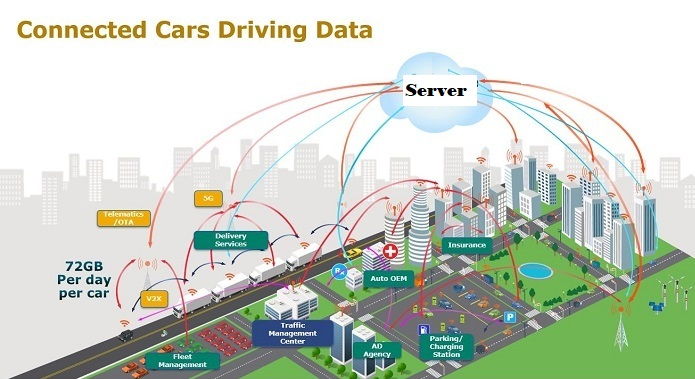 Connected Cars Driving Data
Server
5G
Telematics
/OTA
Delivery
Services
Insurance
72GB
Per day
per car
Auto OEM
V2X
Traffic
Management
Center
Fleet
Management
AD
Agency
Parking/
Charging
Station
P